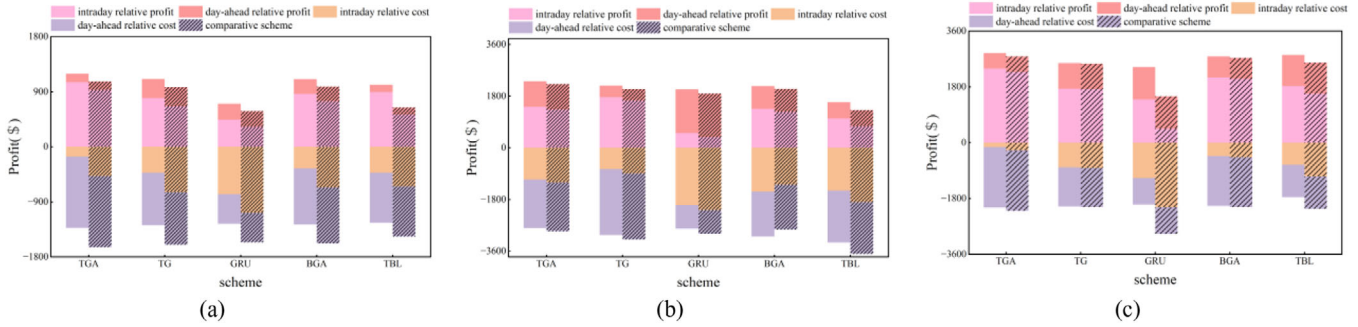 intraday relative profit day-ahead relative profit intraday relative cost
day-ahead relative cost comparative scheme
1800
900
0
−900
−1800
Profit( $ )
TGA TG GRU BGA TBL
scheme
(a)
intraday relative profit day-ahead relative profit intraday relative cost
day-ahead relative cost comparative scheme
3600
1800
0
−1800
−3600
Profit( $ )
TGA TG GRU BGA TBL
scheme
(b)
intraday relative profit day-ahead relative profit intraday relative cost
day-ahead relative cost comparative scheme
3600
1800
0
−1800
−3600
Profit( $ )
TGA TG GRU BGA TBL
scheme
(c)